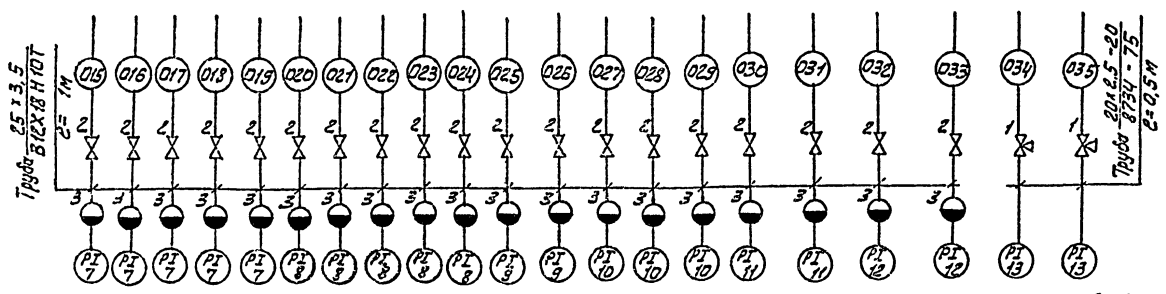 Труба 25 х 3,5
В 12Х18Н10Т
ℓ= 2М
015 016 017 018 019 020 021 022 023 024 025 026 027 028 029 030 031 032 033 034 035
Труба 20х2.5-20
8734-75
ℓ=0,5М
2 2 2 2 2 2 2 2 2 2 2 2 2 2 2 2 2 2 2 1 1
3 3 3 3 3 3 3 3 3 3 3 3 3 3 3 3 3 3
PI PI PI PI PI PI PI PI PI PI PI PI PI PI PI PI PI PI PI PI PI
7 7 7 7 7 8 8 8 8 8 9 9 10 10 10 11 11 12 12 13 13